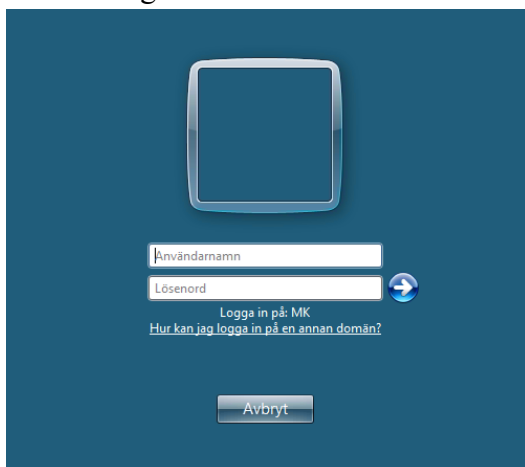 Användarnamn
Lösenord
Logga in på: MK
Hur kan jag logga in på en annan domän?
Avbryt